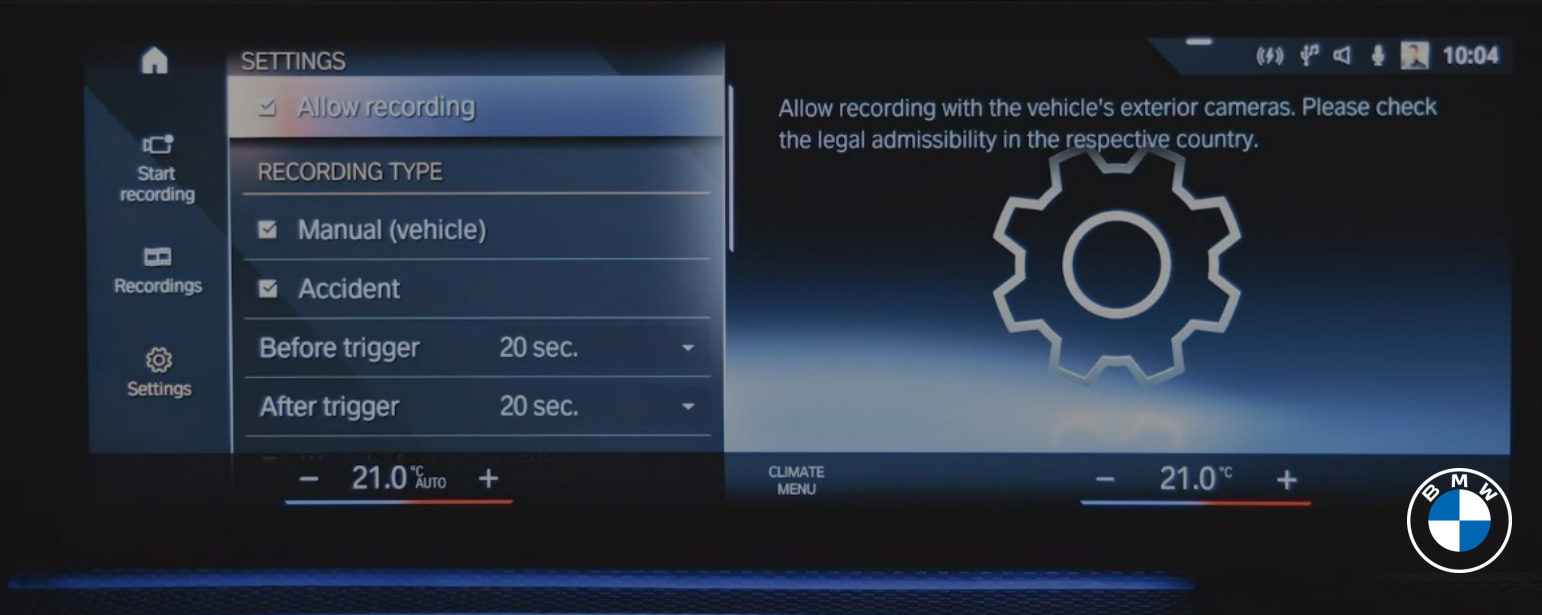 SETTINGS
10:04
Allow recording
Allow recording with the vehicle's exterior cameras. Please check
the legal admissibility in the respective country.
Start
recording
RECORDING TYPE
Manual (vehicle)
Recordings
Accident
Before trigger 20 sec.
Settings
After trigger 20 sec.
21.0 °C
AUTO
CLIMATE
MENU
21.0 °C
BMW